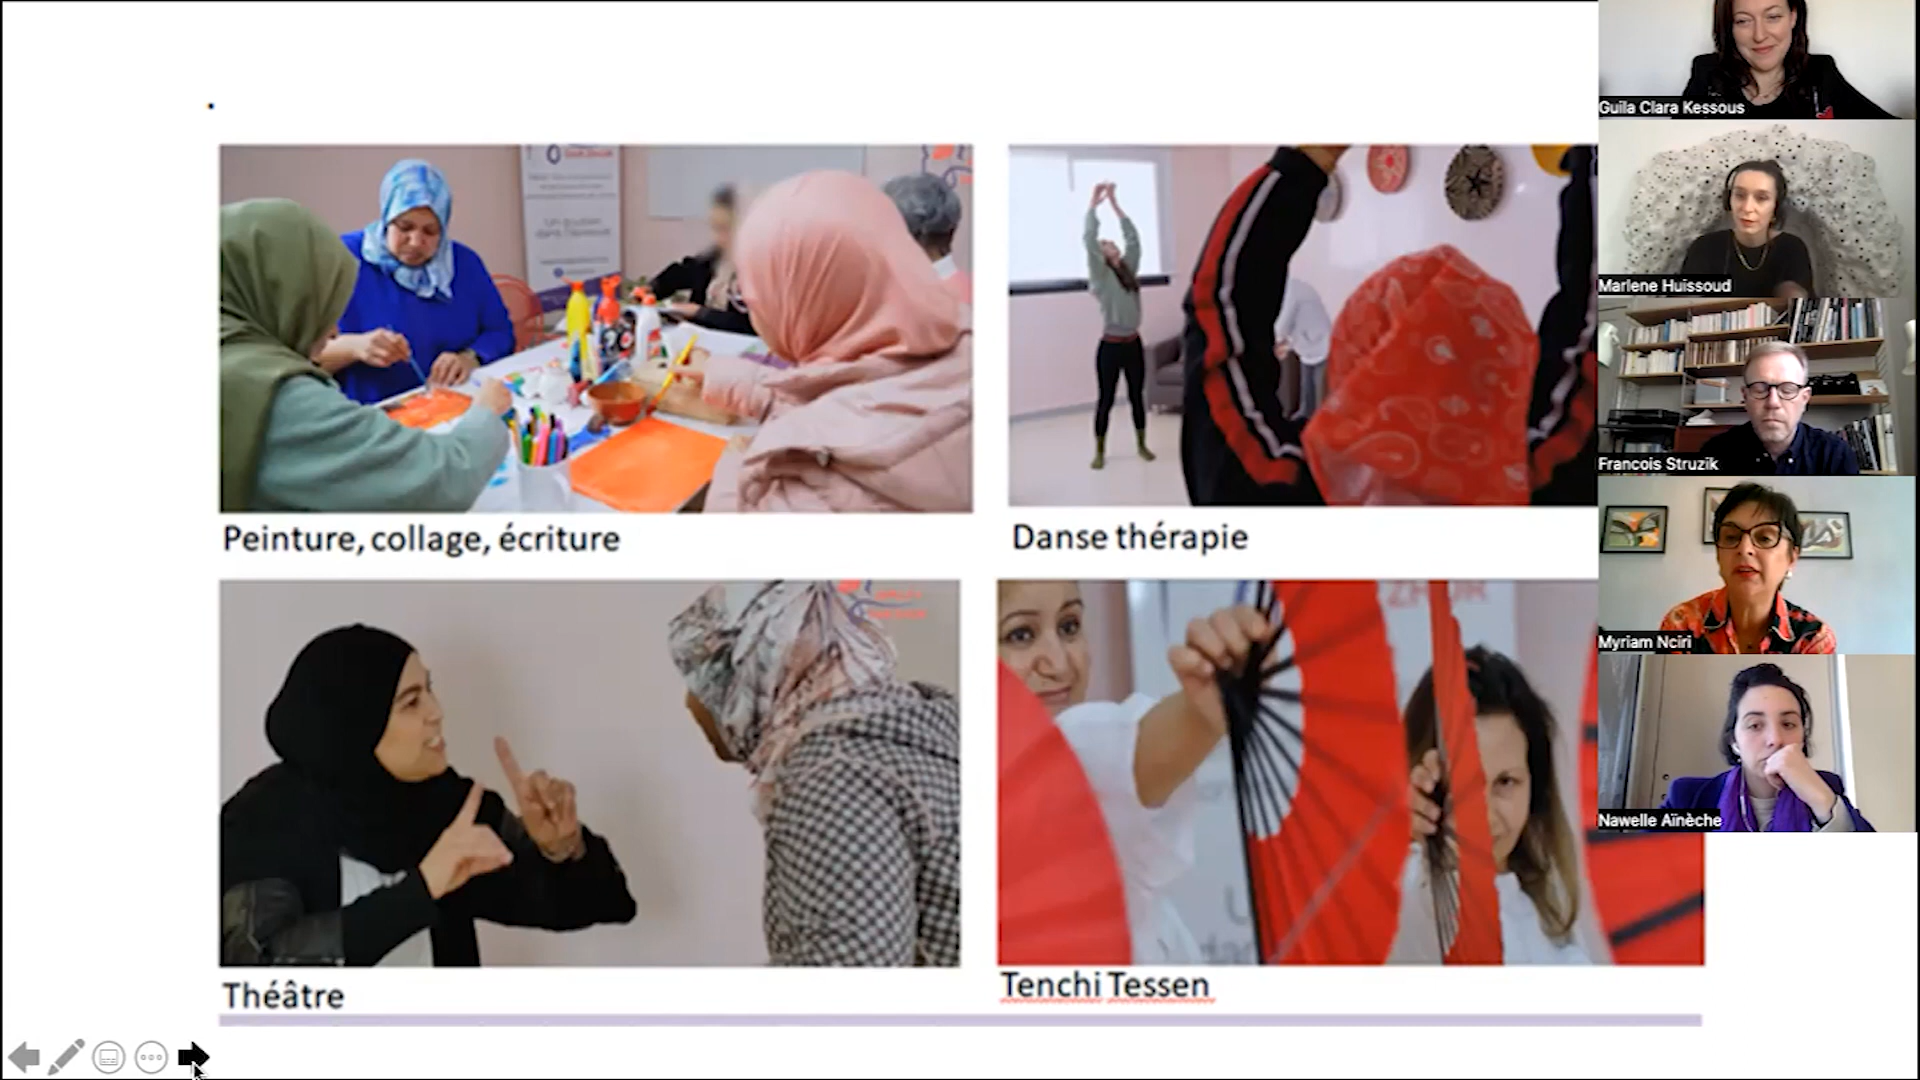 Peinture, collage, écriture
Danse thérapie
Théâtre
Tenchi Tessen
Guila Clara Kessous
Marlene Huissoud
Francois Struzik
Myriam Nciri
Nawelle Aïnèche